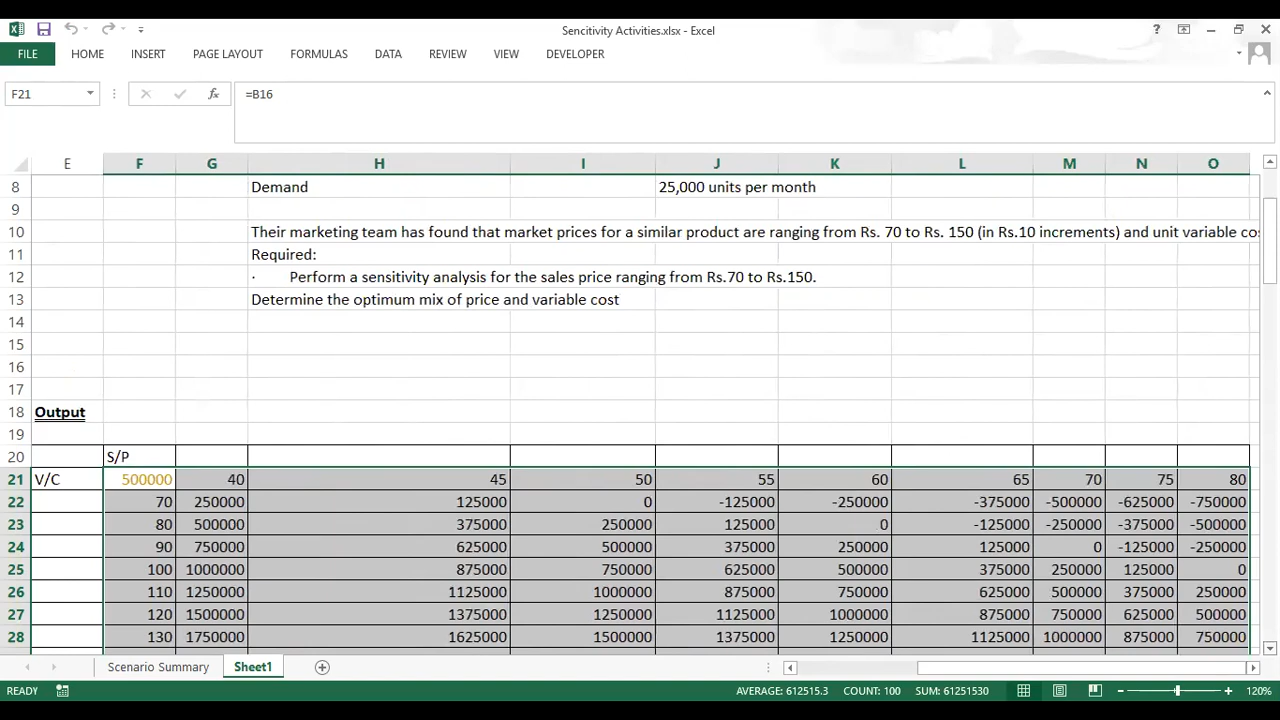 Sencitivity Activities.xlsx - Excel
FILE HOME INSERT PAGE LAYOUT FORMULAS DATA REVIEW VIEW DEVELOPER
F21 fx =B16
E F G H I J K L M N O
8 Demand 25,000 units per month
9
10 Their marketing team has found that market prices for a similar product are ranging from Rs. 70 to Rs. 150 (in Rs.10 increments) and unit variable co
11 Required:
12 · Perform a sensitivity analysis for the sales price ranging from Rs.70 to Rs.150.
13 Determine the optimum mix of price and variable cost
14
15
16
17
18 Output
19
20 S/P
21 V/C 500000 40 45 50 55 60 65 70 75 80
22 70 250000 125000 0 -125000 -250000 -375000 -500000 -625000 -750000
23 80 500000 375000 250000 125000 0 -125000 -250000 -375000 -500000
24 90 750000 625000 500000 375000 250000 125000 0 -125000 -250000
25 100 1000000 875000 750000 625000 500000 375000 250000 125000 0
26 110 1250000 1125000 1000000 875000 750000 625000 500000 375000 250000
27 120 1500000 1375000 1250000 1125000 1000000 875000 750000 625000 500000
28 130 1750000 1625000 1500000 1375000 1250000 1125000 1000000 875000 750000
Scenario Summary Sheet1
READY AVERAGE: 612515.3 COUNT: 100 SUM: 61251530 120%